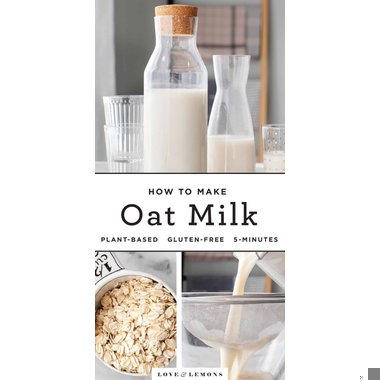 HOW TO MAKE
Oat Milk
PLANT-BASED GLUTEN-FREE 5-MINUTES
LOVE & LEMONS